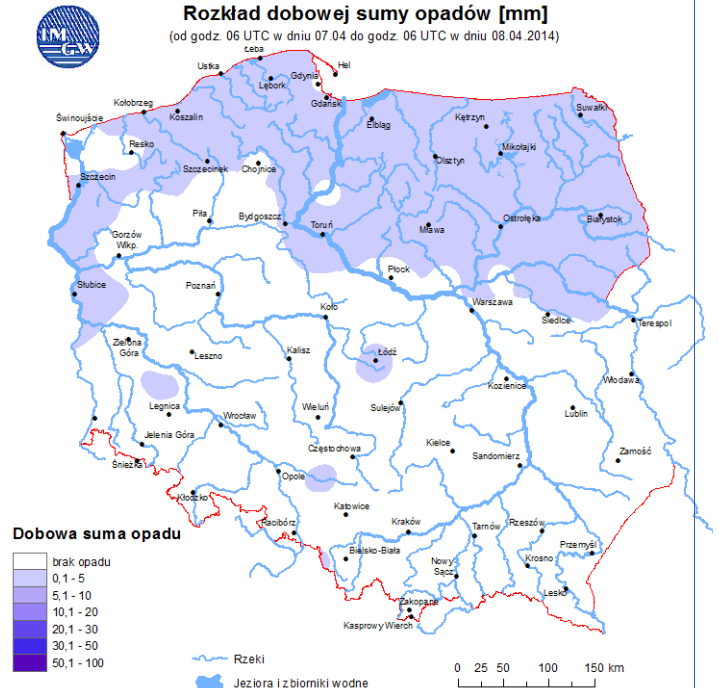 IMGW
Rozkład dobowej sumy opadów [mm]
(od godz. 06 UTC w dniu 07.04 do godz. 06 UTC w dniu 08.04.2014)
Łeba
Ustka
Hel
Gdynia
Lębork
Gdańsk
Kołobrzeg
Koszalin
Suwałki
Świnoujście
Elbląg
Kętrzyn
Resko
Mikołajki
Szczecinek
Chojnice
Olsztyn
Szczecin
Piła
Bydgoszcz
Toruń
Mława
Ostrołęka
Białystok
Gorzów
Wlkp.
Płock
Słubice
Poznań
Koło
Warszawa
Siedlce
Terespol
Zielona
Góra
Leszno
Kalisz
Łódź
Kozienice
Włodawa
Legnica
Wrocław
Wieluń
Sulejów
Lublin
Jelenia Góra
Śnieżka
Częstochowa
Kielce
Sandomierz
Zamość
Opole
Kłodzko
Katowice
Racibórz
Kraków
Tarnów
Rzeszów
Przemyśl
Bielsko-Biała
Nowy
Sącz
Krosno
Lesko
Zakopane
Kasprowy Wierch
Dobowa suma opadu
brak opadu
0,1 - 5
5,1 - 10
10,1 - 20
20,1 - 30
30,1 - 50
50,1 - 100
Rzeki
Jeziora i zbiorniki wodne
0 25 50 100 150 km